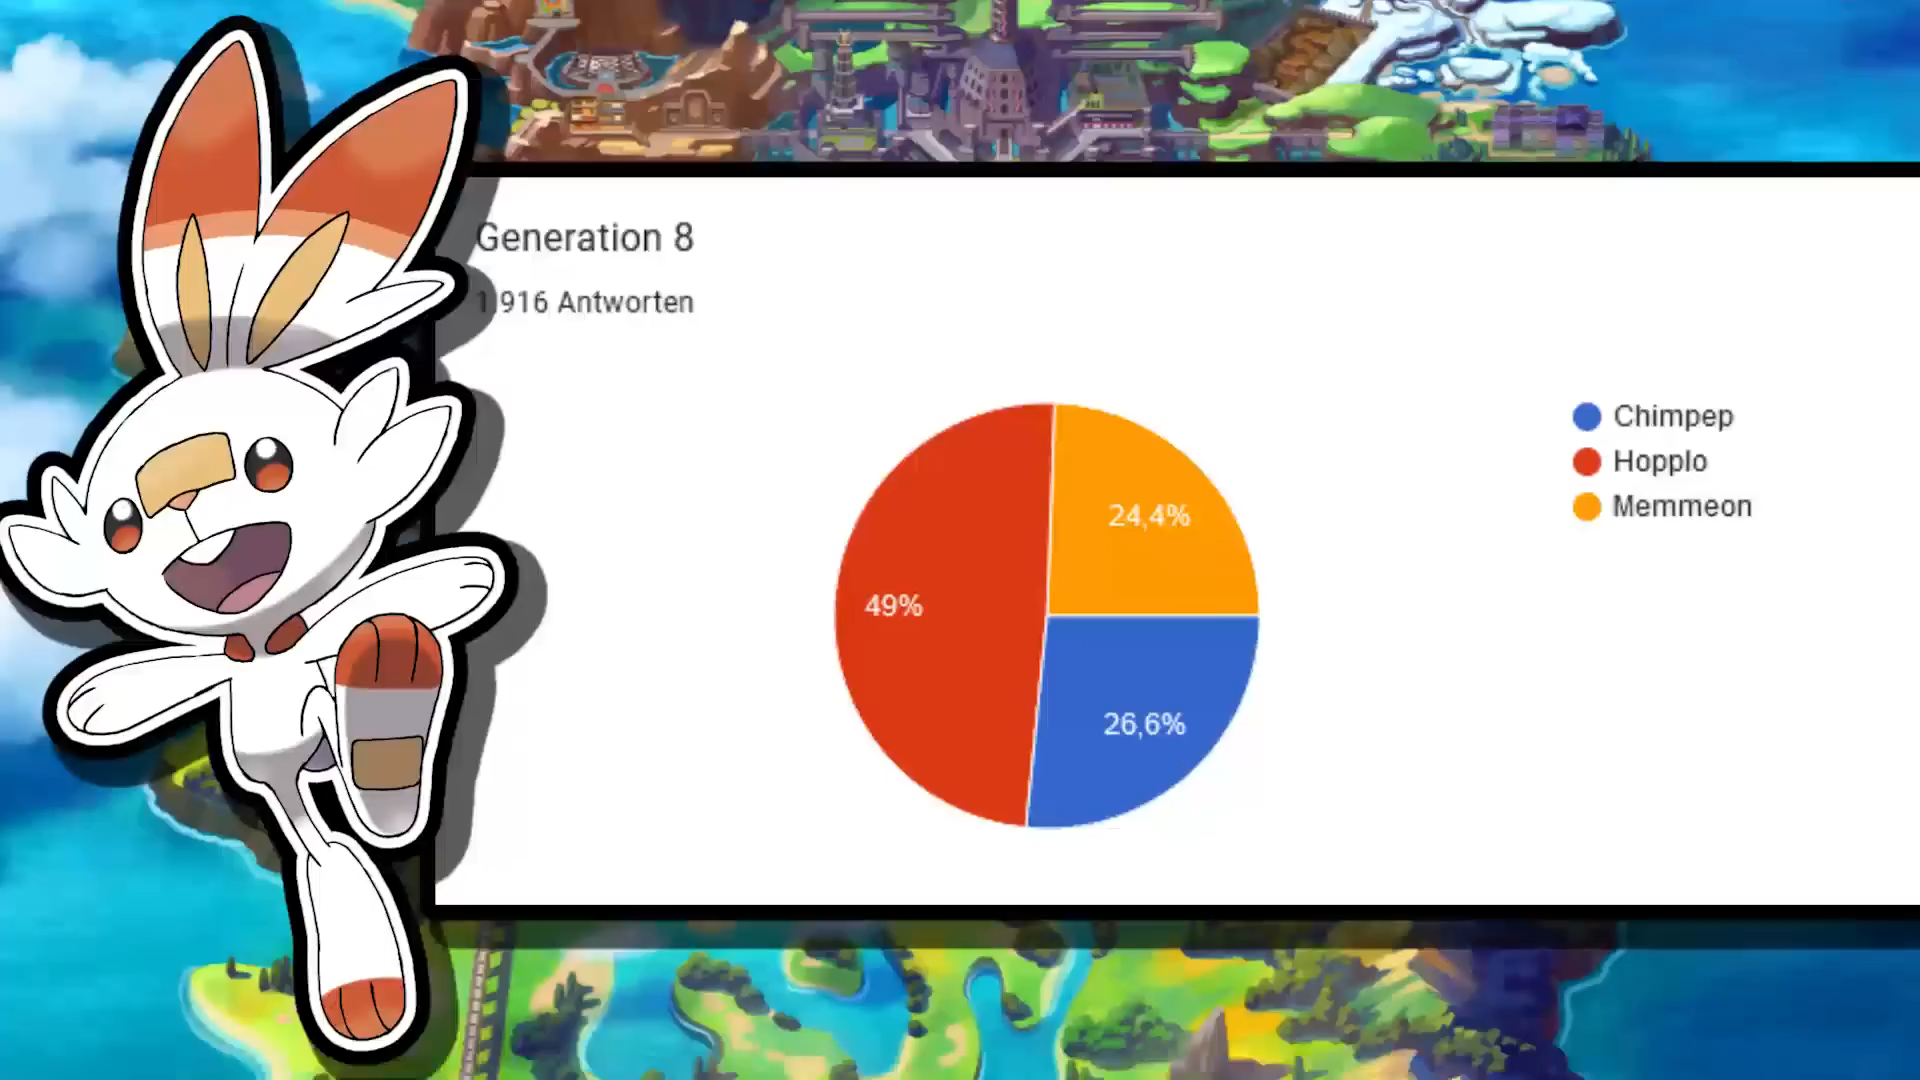 Generation 8
1.916 Antworten
Chimpep
Hopplo
Memmeon
24,4%
49%
26,6%